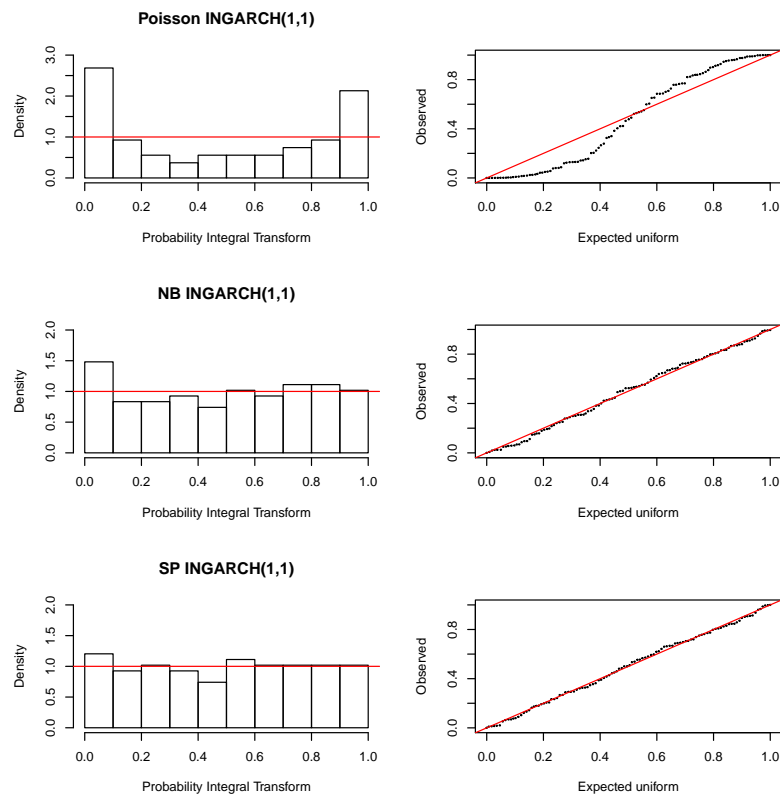 Poisson INGARCH(1,1)
Density
0.0 1.0 2.0 3.0
0.0 0.2 0.4 0.6 0.8 1.0
Probability Integral Transform
Observed
0.0 0.4 0.8
0.0 0.2 0.4 0.6 0.8 1.0
Expected uniform
NB INGARCH(1,1)
Density
0.0 0.5 1.0 1.5 2.0
0.0 0.2 0.4 0.6 0.8 1.0
Probability Integral Transform
Observed
0.0 0.4 0.8
0.0 0.2 0.4 0.6 0.8 1.0
Expected uniform
SP INGARCH(1,1)
Density
0.0 0.5 1.0 1.5 2.0
0.0 0.2 0.4 0.6 0.8 1.0
Probability Integral Transform
Observed
0.0 0.4 0.8
0.0 0.2 0.4 0.6 0.8 1.0
Expected uniform